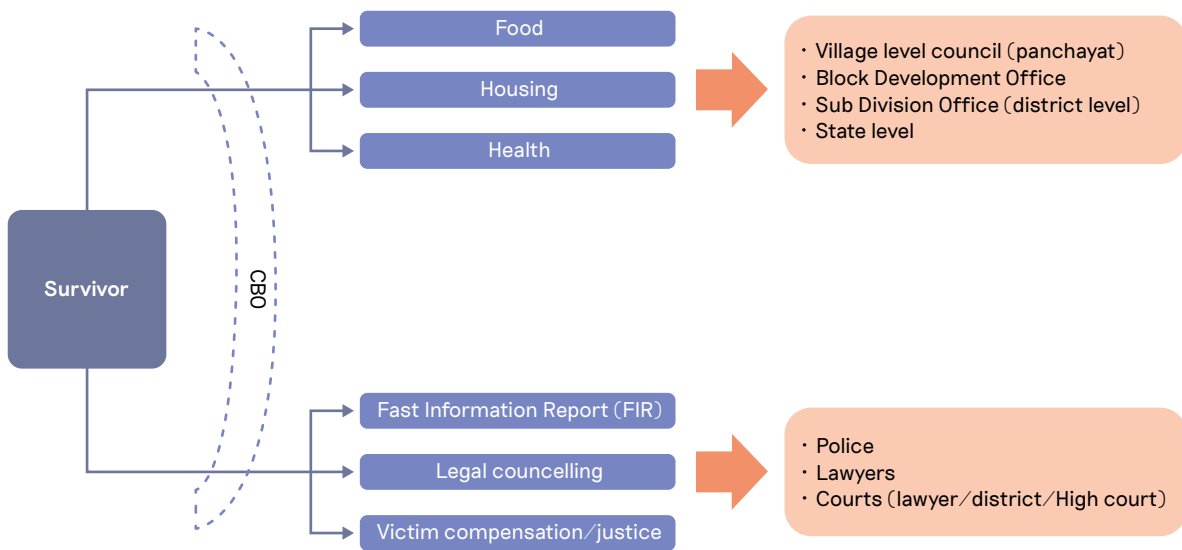 Food
Housing
Health
· Village level council (panchayat)
· Block Development Office
· Sub Division Office (district level)
· State level
Survivor
CBO
Fast Information Report (FIR)
Legal councelling
Victim compensation/justice
· Police
· Lawyers
· Courts (lawyer/district/High court)